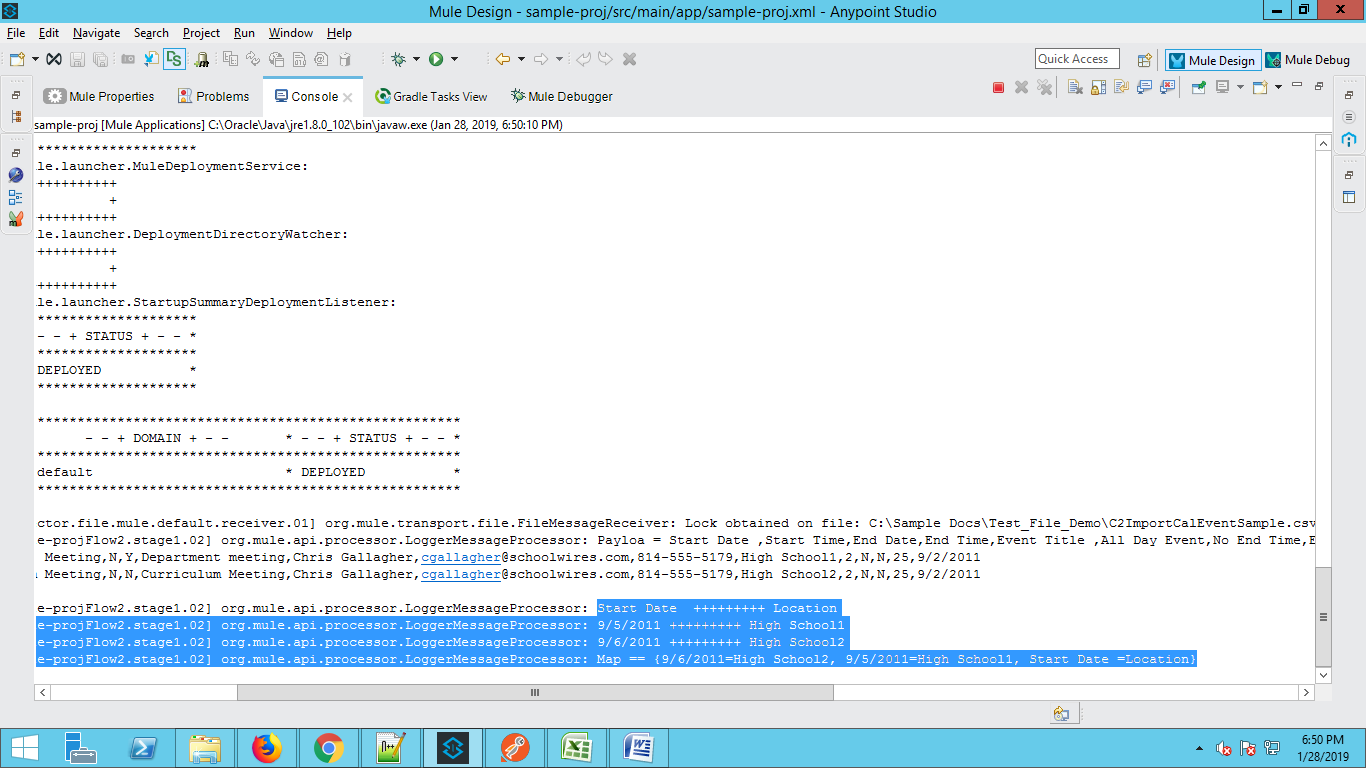 Mule Design - sample-proj/src/main/app/sample-proj.xml - Anypoint Studio
File Edit Navigate Search Project Run Window Help
Quick Access Mule Design Mule Debug
Mule Properties Problems Console Gradle Tasks View Mule Debugger
sample-proj [Mule Applications] C:\Oracle\Java\jre1.8.0_102\bin\javaw.exe (Jan 28, 2019, 6:50:10 PM)
********************
le.launcher.MuleDeploymentService:
++++++++++
+
++++++++++
le.launcher.DeploymentDirectoryWatcher:
++++++++++
+
++++++++++
le.launcher.StartupSummaryDeploymentListener:
********************
- - + STATUS + - - *
********************
DEPLOYED *
********************
*****************************************************
- - + DOMAIN + - - * - - + STATUS + - - *
*****************************************************
default * DEPLOYED *
*****************************************************
ctor.file.mule.default.receiver.01] org.mule.transport.file.FileMessageReceiver: Lock obtained on file: C:\Sample Docs\Test_File_Demo\C2ImportCalEventSample.csv
e-projFlow2.stage1.02] org.mule.api.processor.LoggerMessageProcessor: Payloa = Start Date ,Start Time,End Date,End Time,Event Title ,All Day Event,No End Time,E
Meeting,N,Y,Department meeting,Chris Gallagher,cgallagher@schoolwires.com,814-555-5179,High School1,2,N,N,25,9/2/2011
Meeting,N,N,Curriculum Meeting,Chris Gallagher,cgallagher@schoolwires.com,814-555-5179,High School2,2,N,N,25,9/2/2011
e-projFlow2.stage1.02] org.mule.api.processor.LoggerMessageProcessor: Start Date  +++++++++ Location
e-projFlow2.stage1.02] org.mule.api.processor.LoggerMessageProcessor: 9/5/2011 +++++++++ High School1
e-projFlow2.stage1.02] org.mule.api.processor.LoggerMessageProcessor: 9/6/2011 +++++++++ High School2
e-projFlow2.stage1.02] org.mule.api.processor.LoggerMessageProcessor: Map == {9/6/2011=High School2, 9/5/2011=High School1, Start Date =Location}
6:50 PM
1/28/2019